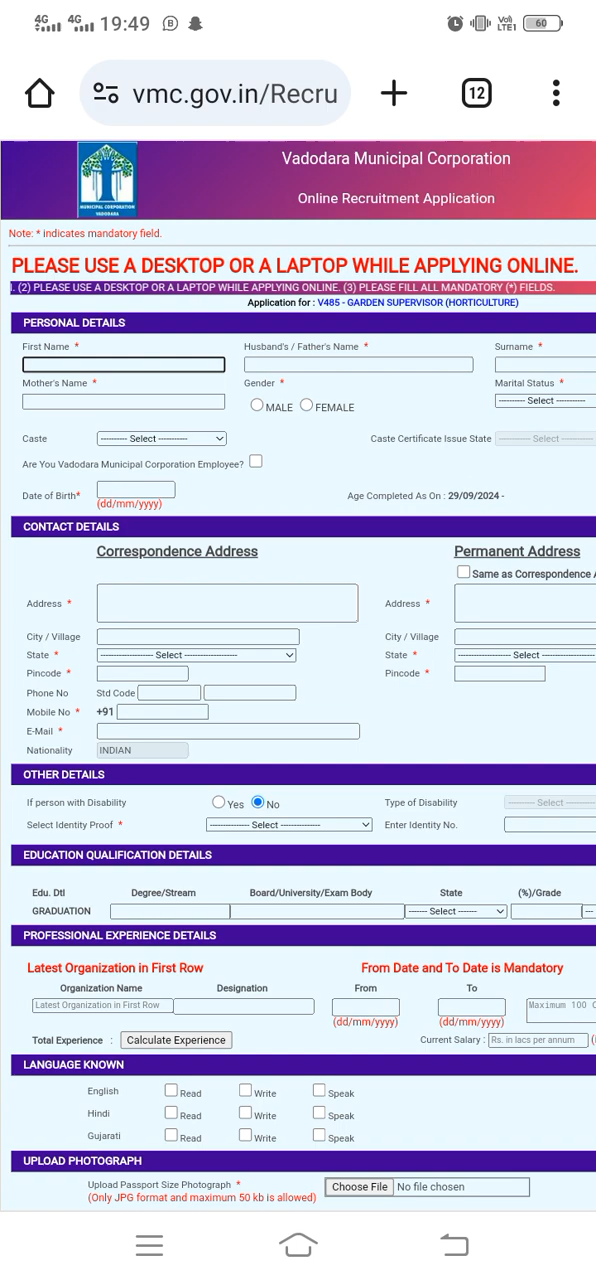 4G 4G 19:49 B Vo) LTE1 60
vmc.gov.in/Recru 12
MUNICIPAL CORPORATION
VADODARA
Vadodara Municipal Corporation
Online Recruitment Application
Note: * indicates mandatory field.
PLEASE USE A DESKTOP OR A LAPTOP WHILE APPLYING ONLINE.
. (2) PLEASE USE A DESKTOP OR A LAPTOP WHILE APPLYING ONLINE. (3) PLEASE FILL ALL MANDATORY (*) FIELDS.
Application for : V485 - GARDEN SUPERVISOR (HORTICULTURE)
PERSONAL DETAILS
First Name * Husband's / Father's Name * Surname *
Mother's Name * Gender * Marital Status *
MALE FEMALE ---------- Select -----------
Caste ---------- Select ----------- Caste Certificate Issue State ---------- Select
Are You Vadodara Municipal Corporation Employee?
Date of Birth* Age Completed As On : 29/09/2024 -
(dd/mm/yyyy)
CONTACT DETAILS
Correspondence Address Permanent Address
Same as Correspondence A
Address * Address *
City / Village City / Village
State * -------------------- Select -------------------- State * -------------------- Select
Pincode * Pincode *
Phone No Std Code
Mobile No * +91
E-Mail *
Nationality INDIAN
OTHER DETAILS
If person with Disability Yes No Type of Disability --------- Select
Select Identity Proof * --------------- Select --------------- Enter Identity No.
EDUCATION QUALIFICATION DETAILS
Edu. Dtl Degree/Stream Board/University/Exam Body State (%)/Grade
GRADUATION ------- Select ------- ---
PROFESSIONAL EXPERIENCE DETAILS
Latest Organization in First Row From Date and To Date is Mandatory
Organization Name Designation From To
Latest Organization in First Row Maximum 100 C
(dd/mm/yyyy) (dd/mm/yyyy)
Total Experience : Calculate Experience Current Salary : Rs. in lacs per annum (
LANGUAGE KNOWN
English Read Write Speak
Hindi Read Write Speak
Gujarati Read Write Speak
UPLOAD PHOTOGRAPH
Upload Passport Size Photograph * Choose File No file chosen
(Only JPG format and maximum 50 kb is allowed)